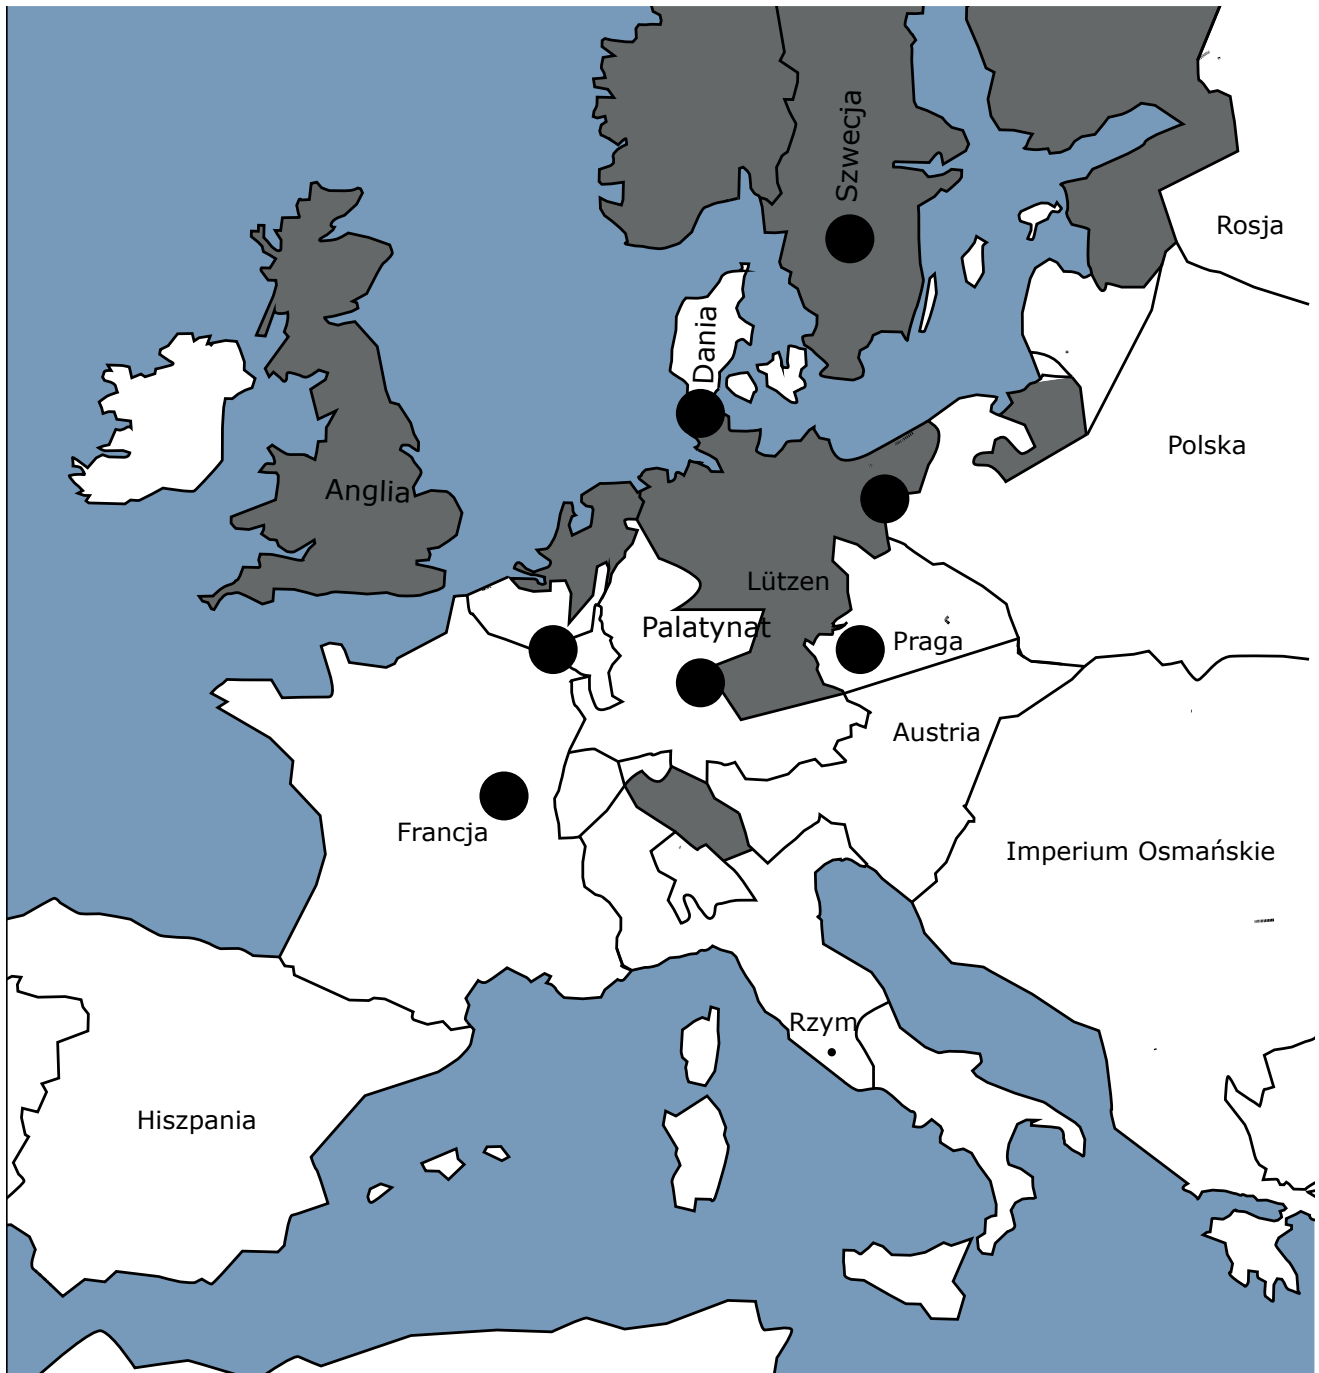 Szwecja
Rosja
Dania
Polska
Anglia
Lützen
Palatynat
Praga
Austria
Francja
Imperium Osmańskie
Rzym
Hiszpania